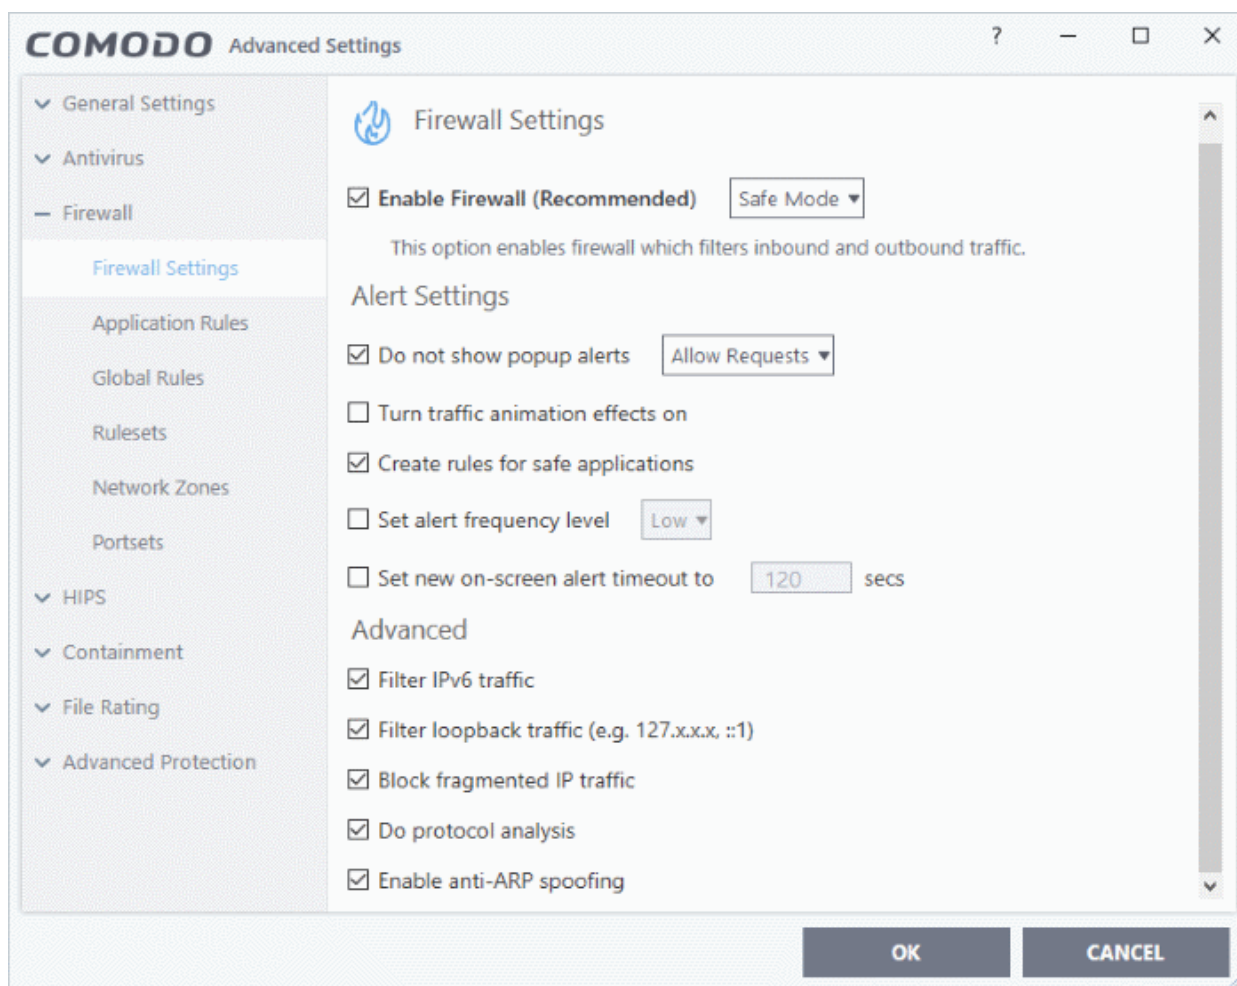 COMODO Advanced Settings ?
General Settings
Antivirus
Firewall
Firewall Settings
Application Rules
Global Rules
Rulesets
Network Zones
Portsets
HIPS
Containment
File Rating
Advanced Protection
Firewall Settings
Enable Firewall (Recommended) Safe Mode
This option enables firewall which filters inbound and outbound traffic.
Alert Settings
Do not show popup alerts Allow Requests
Turn traffic animation effects on
Create rules for safe applications
Set alert frequency level Low
Set new on-screen alert timeout to 120 secs
Advanced
Filter IPv6 traffic
Filter loopback traffic (e.g. 127.x.x.x, ::1)
Block fragmented IP traffic
Do protocol analysis
Enable anti-ARP spoofing
OK CANCEL